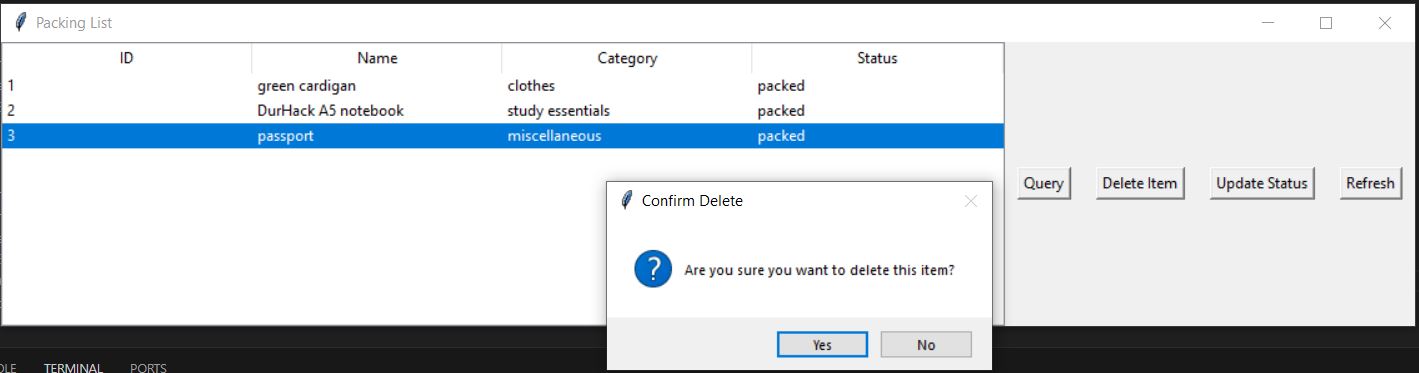 Packing List
ID Name Category Status
1 green cardigan clothes packed
2 DurHack A5 notebook study essentials packed
3 passport miscellaneous packed
Query Delete Item Update Status Refresh
Confirm Delete
?
Are you sure you want to delete this item?
Yes No
TERMINAL PORTS